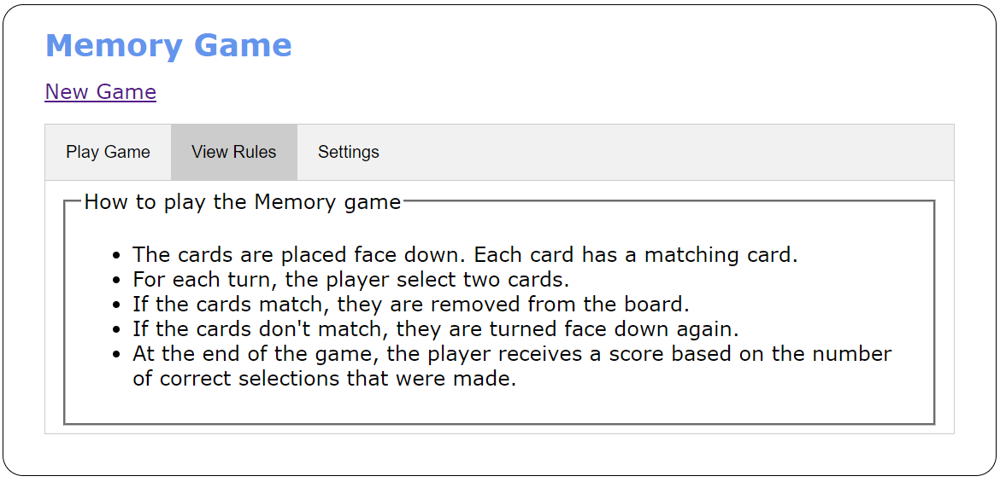 Memory Game
New Game
Play Game
View Rules
Settings
How to play the Memory game
• The cards are placed face down. Each card has a matching card.
• For each turn, the player select two cards.
• If the cards match, they are removed from the board.
• If the cards don't match, they are turned face down again.
• At the end of the game, the player receives a score based on the number
of correct selections that were made.